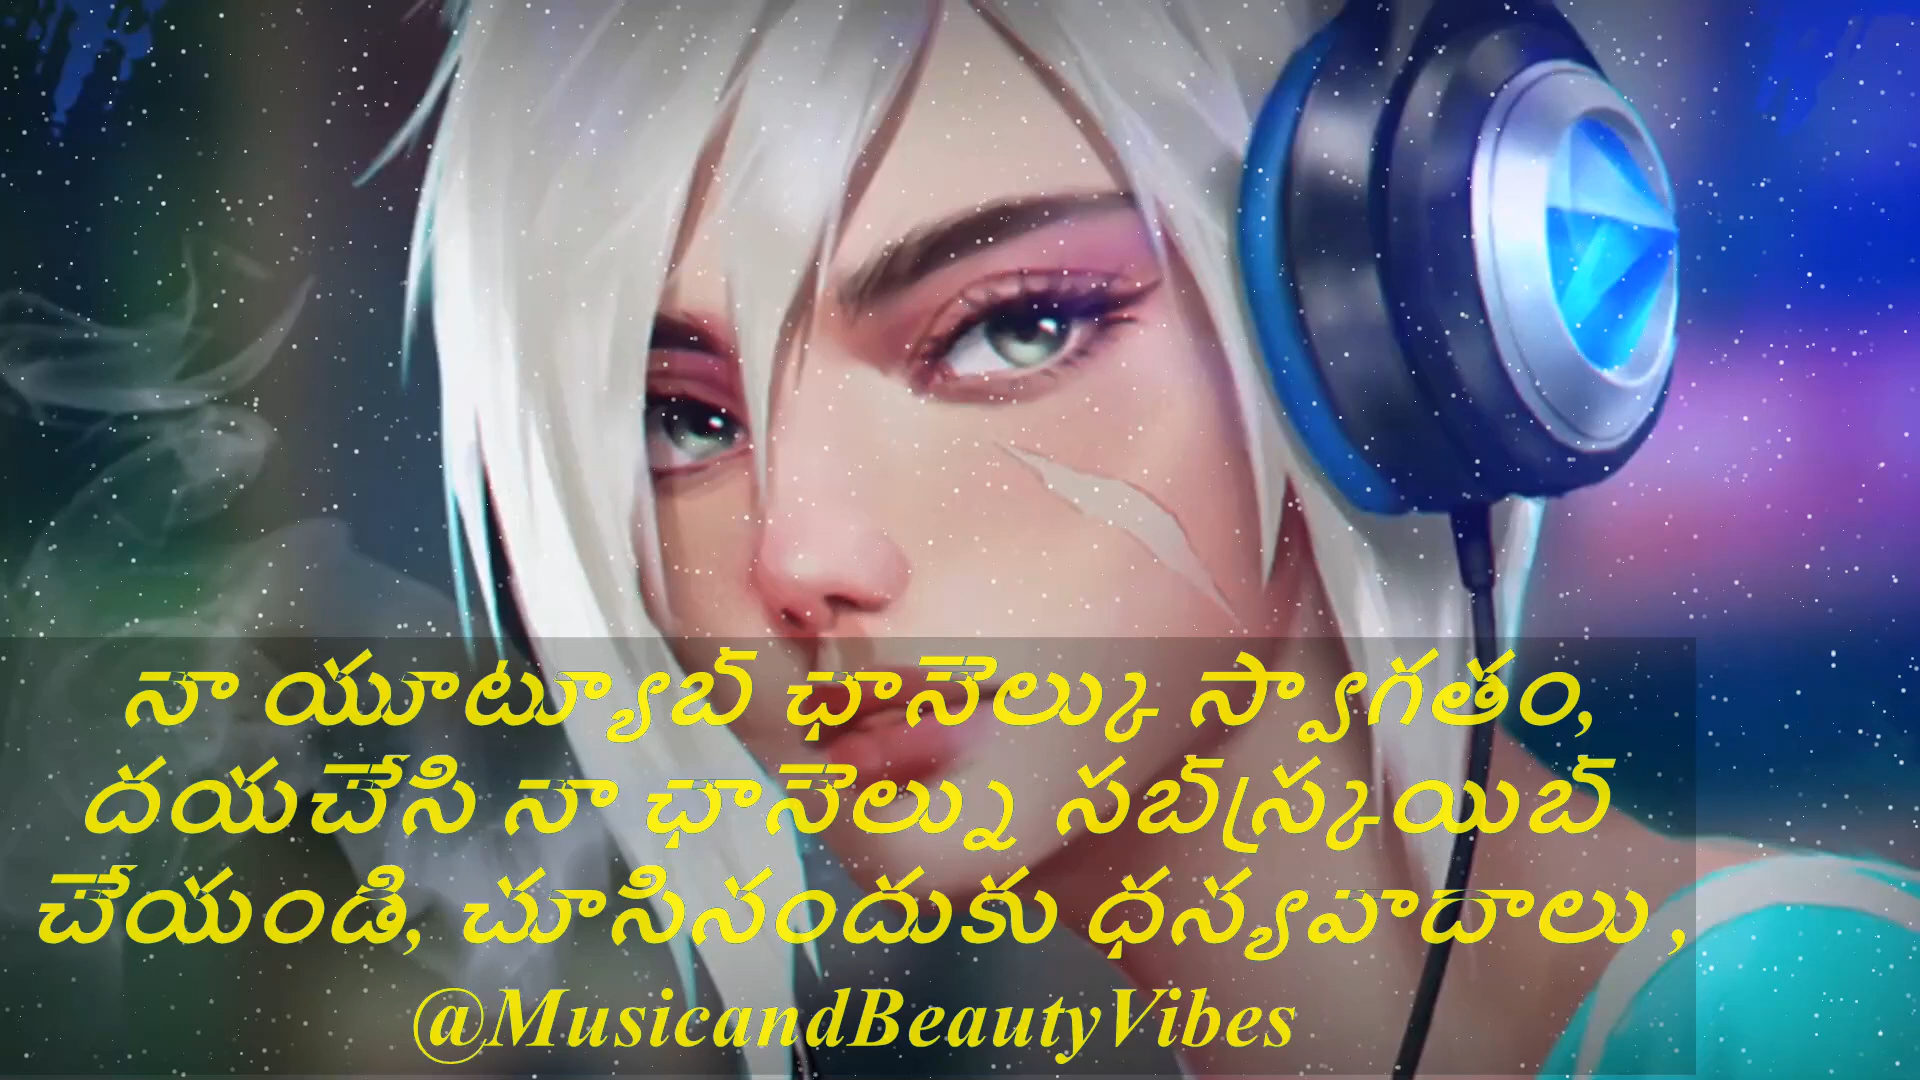 నా యూట్యూబ్ ఛానెల్కు స్వాగతం,
దయచేసి నా ఛానెల్ను సబ్‌స్క్రయిబ్
చేయండి, చూసినందుకు ధన్యవాదాలు ,
@MusicandBeautyVibes